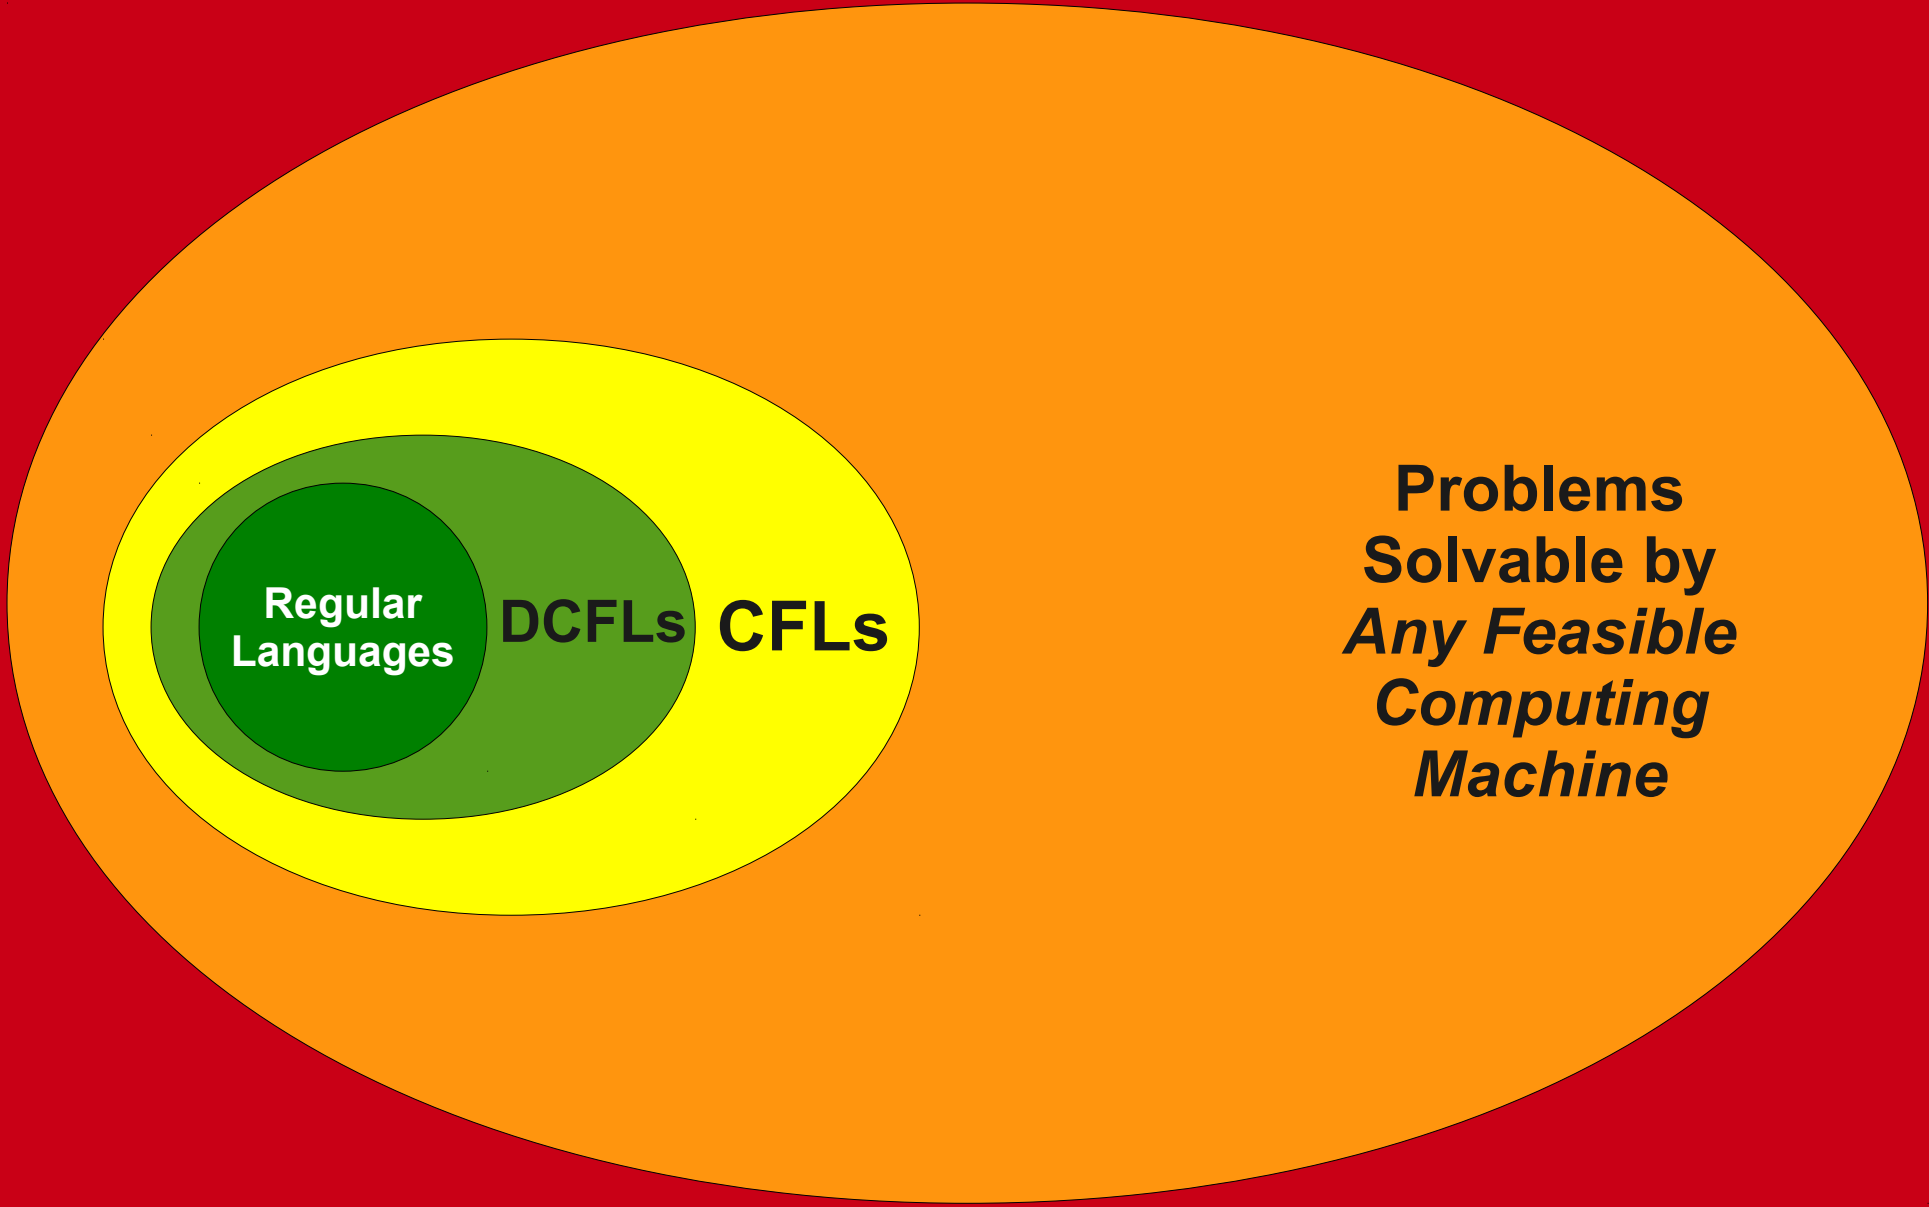 Regular
Languages
DCFLs
CFLs
Problems
Solvable by
Any Feasible
Computing
Machine